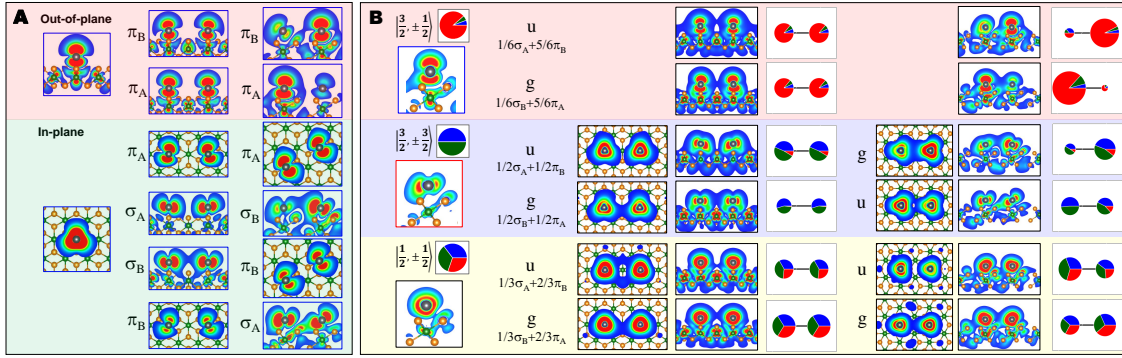 A
Out-of-plane
π_B
π_B
π_A
π_A
In-plane
π_A
π_A
σ_A
σ_B
σ_B
π_B
π_B
σ_A
B
|3/2, ± 1/2⟩
u
1/6σ_A+5/6π_B
g
1/6σ_B+5/6π_A
|3/2, ± 3/2⟩
u
1/2σ_A+1/2π_B
g
g
1/2σ_B+1/2π_A
u
|1/2, ± 1/2⟩
u
1/3σ_A+2/3π_B
u
g
1/3σ_B+2/3π_A
g